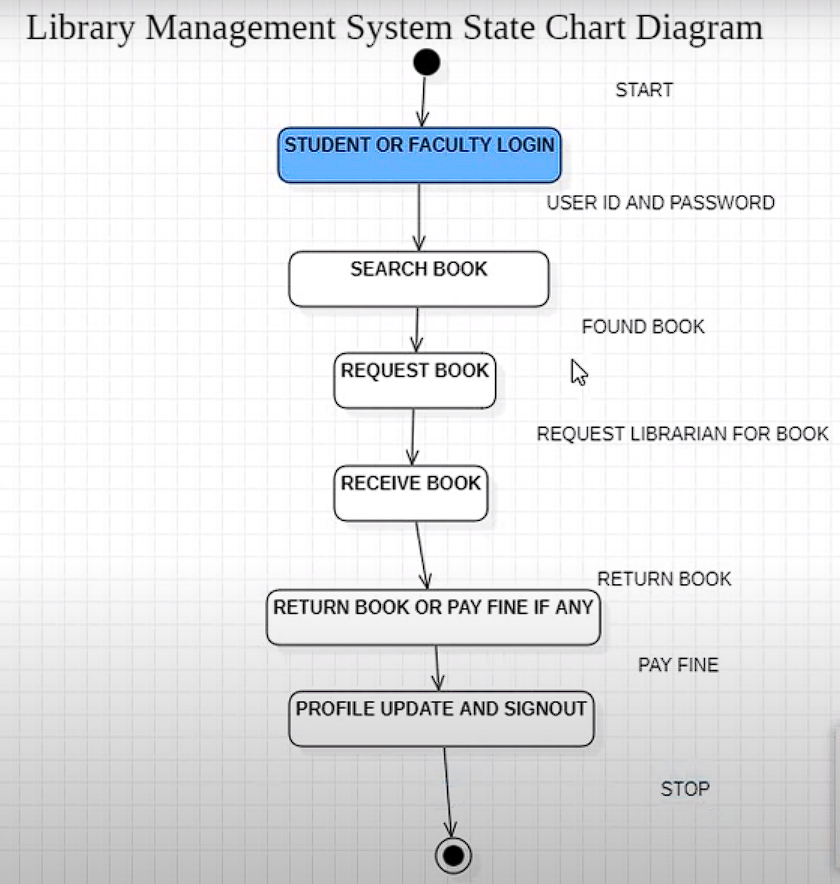 Library Management System State Chart Diagram
START
STUDENT OR FACULTY LOGIN
USER ID AND PASSWORD
SEARCH BOOK
FOUND BOOK
REQUEST BOOK
REQUEST LIBRARIAN FOR BOOK
RECEIVE BOOK
RETURN BOOK
RETURN BOOK OR PAY FINE IF ANY
PAY FINE
PROFILE UPDATE AND SIGNOUT
STOP